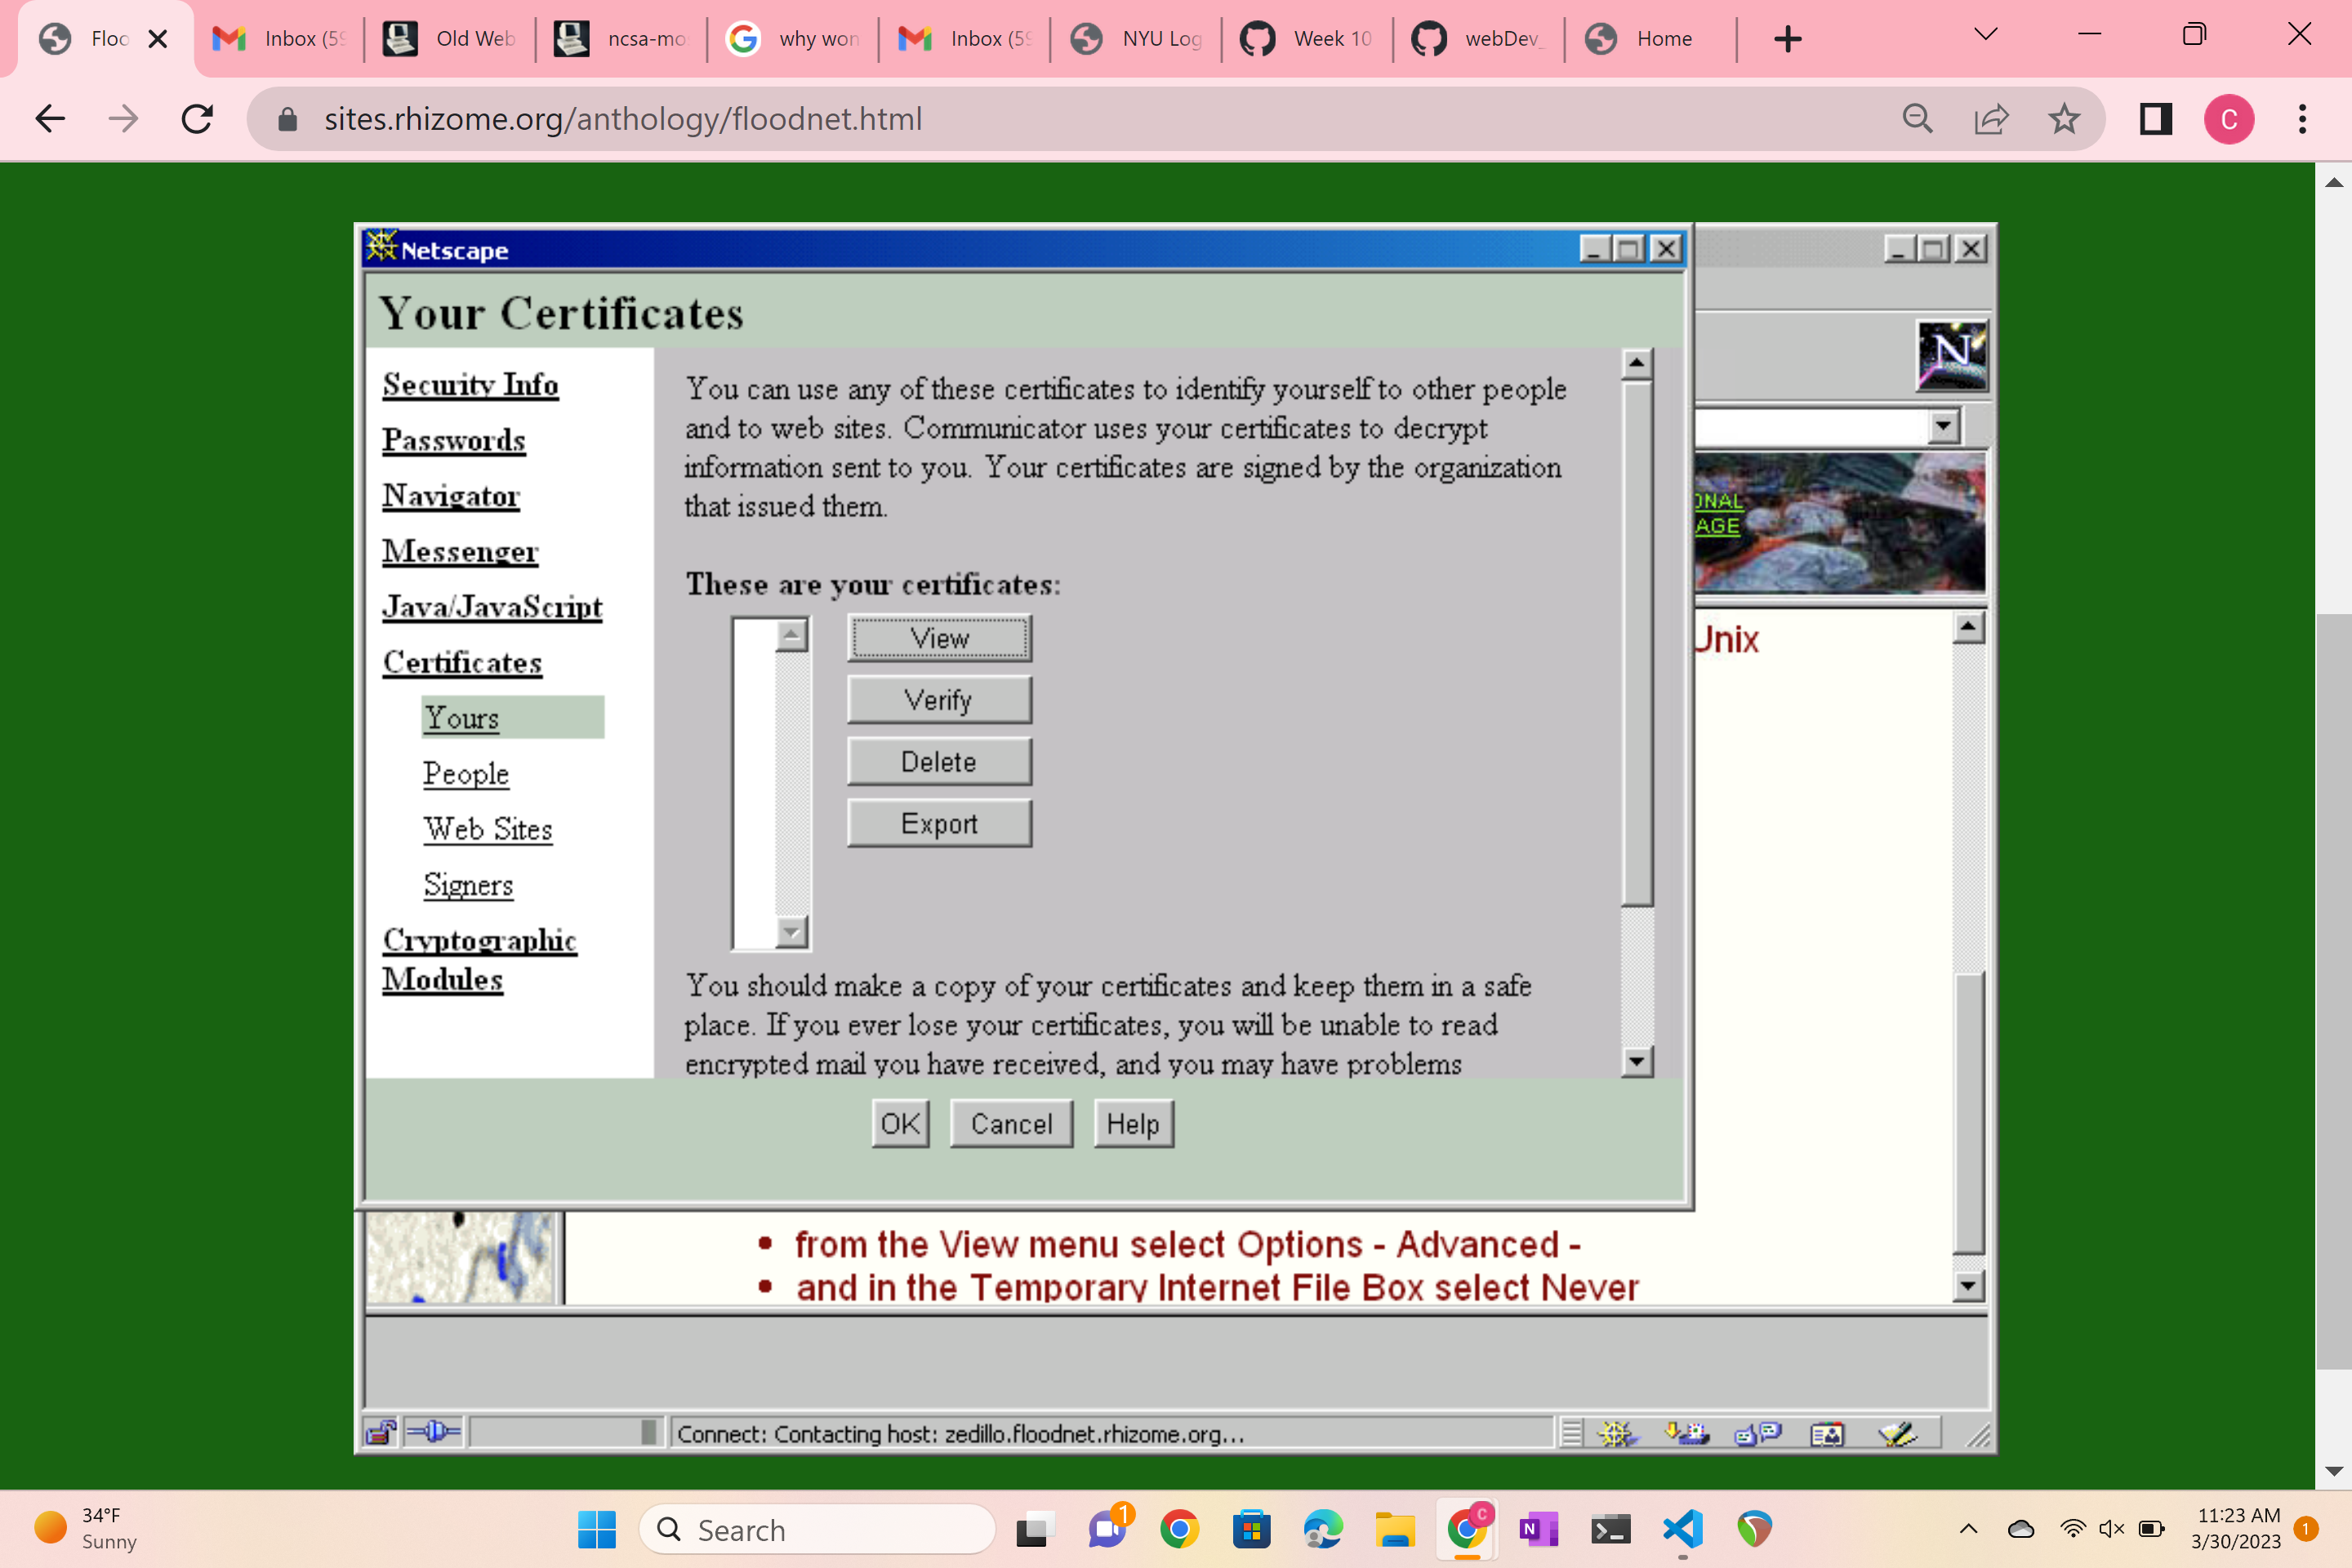 Floo
Inbox (59
Old Web
ncsa-mo
why won
Inbox (59
NYU Log
Week 10
webDev_
Home
sites.rhizome.org/anthology/floodnet.html
C
Netscape
Your Certificates
N
Security Info
Passwords
Navigator
Messenger
Java/JavaScript
Certificates
Yours
People
Web Sites
Signers
Cryptographic
Modules
You can use any of these certificates to identify yourself to other people
and to web sites. Communicator uses your certificates to decrypt
information sent to you. Your certificates are signed by the organization
that issued them.
These are your certificates:
View
Verify
Delete
Export
You should make a copy of your certificates and keep them in a safe
place. If you ever lose your certificates, you will be unable to read
encrypted mail you have received, and you may have problems
OK Cancel Help
ONAL
AGE
Unix
• from the View menu select Options - Advanced -
• and in the Temporary Internet File Box select Never
Connect: Contacting host: zedillo.floodnet.rhizome.org...
34°F
Sunny
Search
1
C
N
11:23 AM
3/30/2023
1